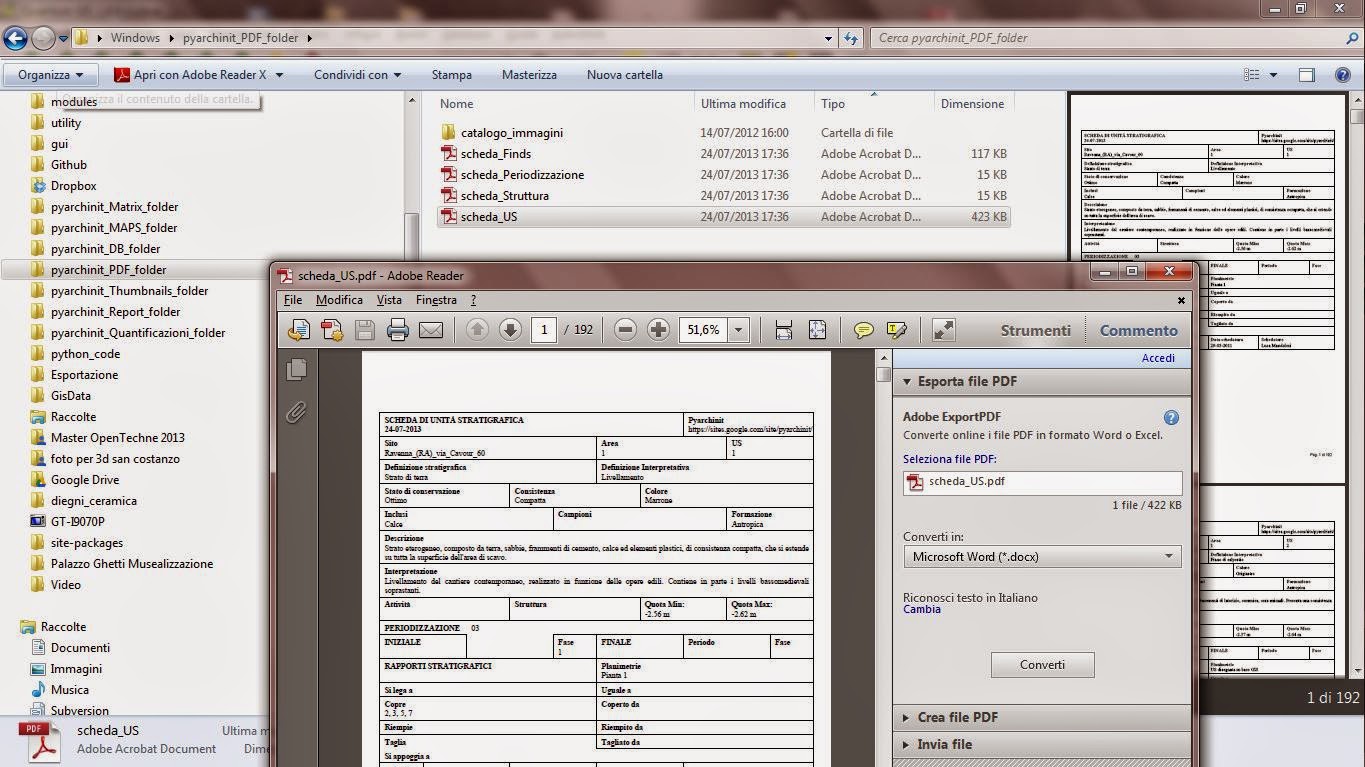 Windows
pyarchinit_PDF_folder
Cerca pyarchinit_PDF_folder
Organizza
Apri con Adobe Reader X
Condividi con
Stampa
Masterizza
Nuova cartella
modules
utility
gui
Github
Dropbox
pyarchinit_Matrix_folder
pyarchinit_MAPS_folder
pyarchinit_DB_folder
pyarchinit_PDF_folder
pyarchinit_Thumbnails_folder
pyarchinit_Report_folder
pyarchinit_Quantificazioni_folder
python_code
Esportazione
GisData
Raccolte
Master OpenTechne 2013
foto per 3d san costanzo
Google Drive
diegni_ceramica
GT-I9070P
site-packages
Palazzo Ghetti Musealizzazione
Video
Raccolte
Documenti
Immagini
Musica
Subversion
Nome Ultima modifica Tipo Dimensione
catalogo_immagini 14/07/2012 16:00 Cartella di file
scheda_Finds 24/07/2013 17:36 Adobe Acrobat D... 117 KB
scheda_Periodizzazione 24/07/2013 17:36 Adobe Acrobat D... 15 KB
scheda_Struttura 24/07/2013 17:36 Adobe Acrobat D... 15 KB
scheda_US 24/07/2013 17:36 Adobe Acrobat D... 423 KB
scheda_US.pdf - Adobe Reader
File Modifica Vista Finestra ?
1 / 192 51,6% Strumenti Commento
Accedi
SCHEDA DI UNITÀ STRATIGRAFICA Pyarchinit
24-07-2013 https://sites.google.com/site/pyarchinit/
Sito Area US
Ravenna_(RA)_via_Cavour_60 1 1
Definizione stratigrafica Definizione Interpretativa
Strato di terra Livellamento
Stato di conservazione Consistenza Colore
Ottimo Compatta Marrone
Inclusi Campioni Formazione
Calce Antropica
Descrizione
Strato eterogeneo, composto da terra, sabbie, frammenti di cemento, calce ed elementi plastici, di consistenza compatta, che si estende
su tutta la superficie dell'area di scavo.
Interpretazione
Livellamento del cantiere contemporaneo, realizzato in funzione delle opere edili. Contiene in parte i livelli bassomedievali
soprastanti.
Attività Struttura Quota Min: Quota Max:
-2.56 m -2.62 m
PERIODIZZAZIONE 03
INIZIALE Fase FINALE Periodo Fase
1
RAPPORTI STRATIGRAFICI Planimetrie
Pianta 1
Si lega a Uguale a
Copre Coperto da
2, 3, 5, 7
Riempie Riempito da
Taglia Tagliato da
Si appoggia a
Esporta file PDF
Adobe ExportPDF
Converte online i file PDF in formato Word o Excel.
Seleziona file PDF:
scheda_US.pdf
1 file / 422 KB
Converti in:
Microsoft Word (*.docx)
Riconosci testo in Italiano
Cambia
Converti
Crea file PDF
Invia file
1 di 192
PDF
scheda_US
Adobe Acrobat Document